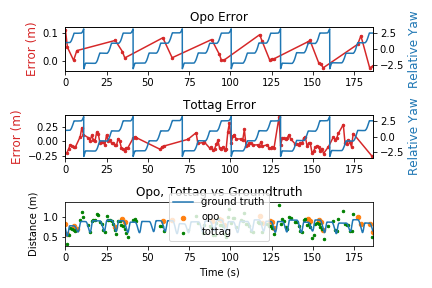 Opo Error
0.1
0.0
Error (m)
2.5
0.0
−2.5
Relative Yaw
0 25 50 75 100 125 150 175
Tottag Error
0.25
0.00
−0.25
Error (m)
2.5
0.0
−2.5
Relative Yaw
0 25 50 75 100 125 150 175
Opo, Tottag vs Groundtruth
1.0
0.5
Distance (m)
ground truth
opo
tottag
0 25 50 75 100 125 150 175
Time (s)